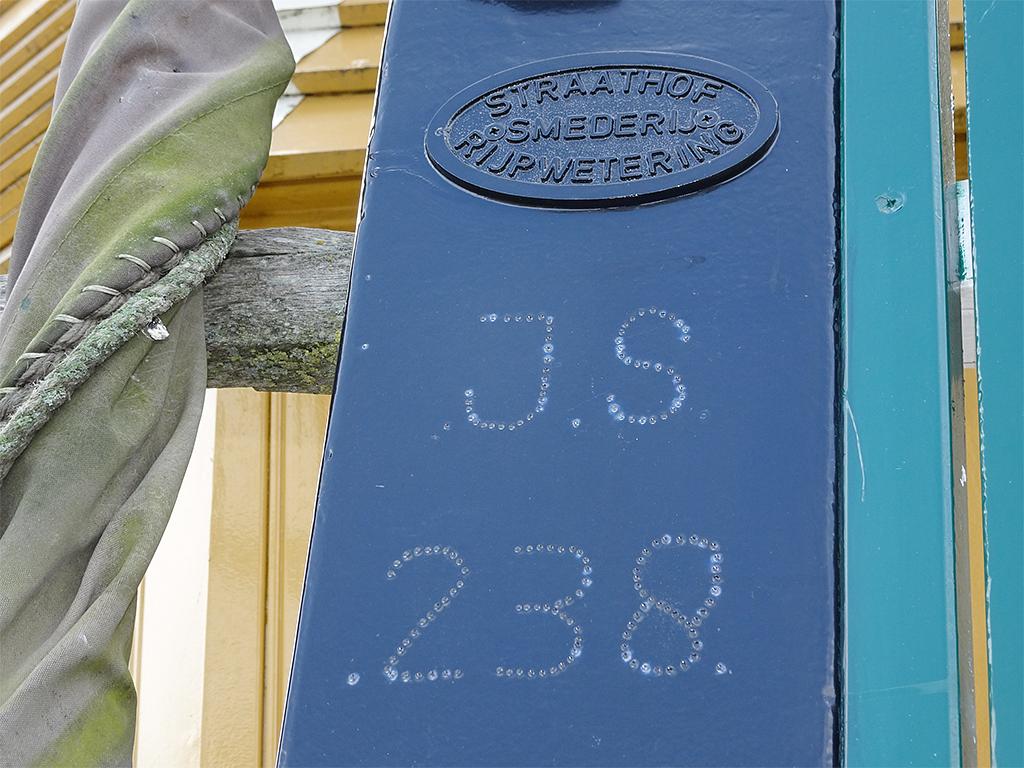 STRAATHOF
SMEDERIJ
RIJPWETERING
.J.S
.238.